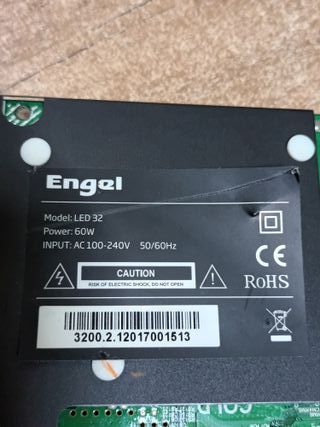 Engel
Model: LED 32
Power: 60W
INPUT: AC 100-240V 50/60Hz
CE
CAUTION
RISK OF ELECTRIC SHOCK, DO NOT OPEN
RoHS
3200.2.12017001513